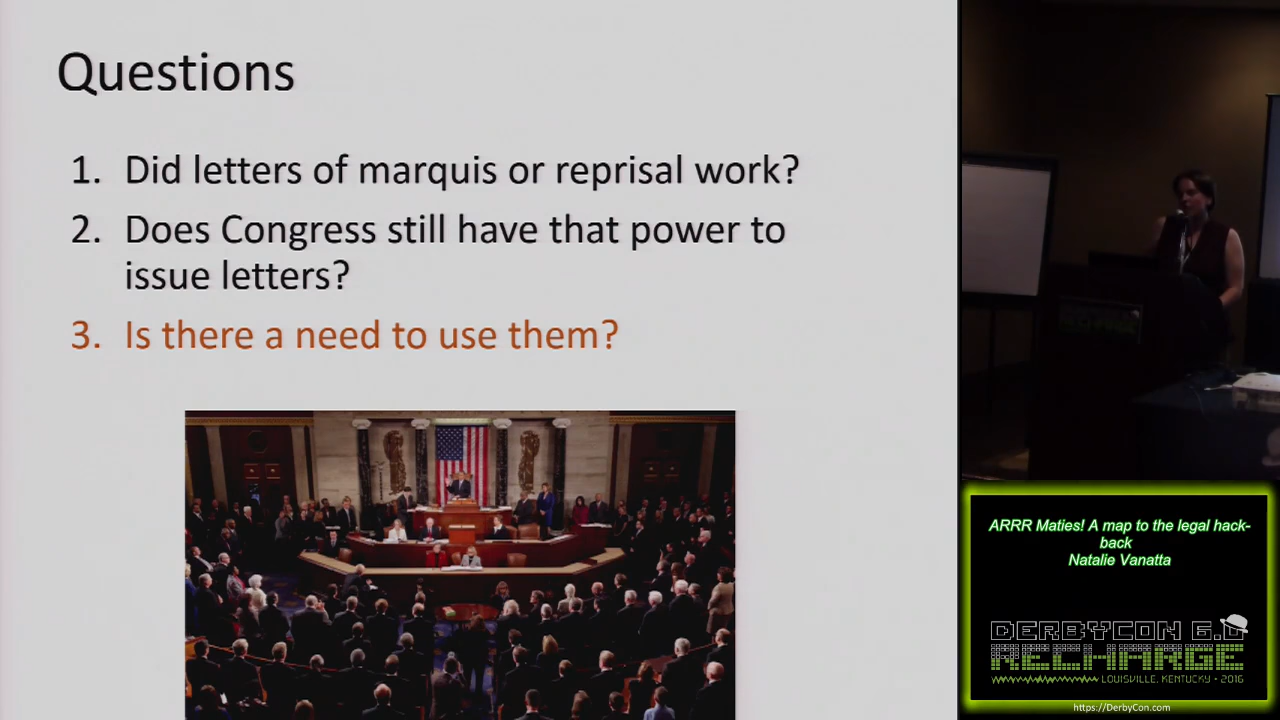 Questions
1. Did letters of marquis or reprisal work?
2. Does Congress still have that power to
issue letters?
3. Is there a need to use them?
ARRR Maties! A map to the legal hack-
back
Natalie Vanatta
DERBYCON 6.0
RECHARGE
LOUISVILLE, KENTUCKY • 2016
https://DerbyCon.com